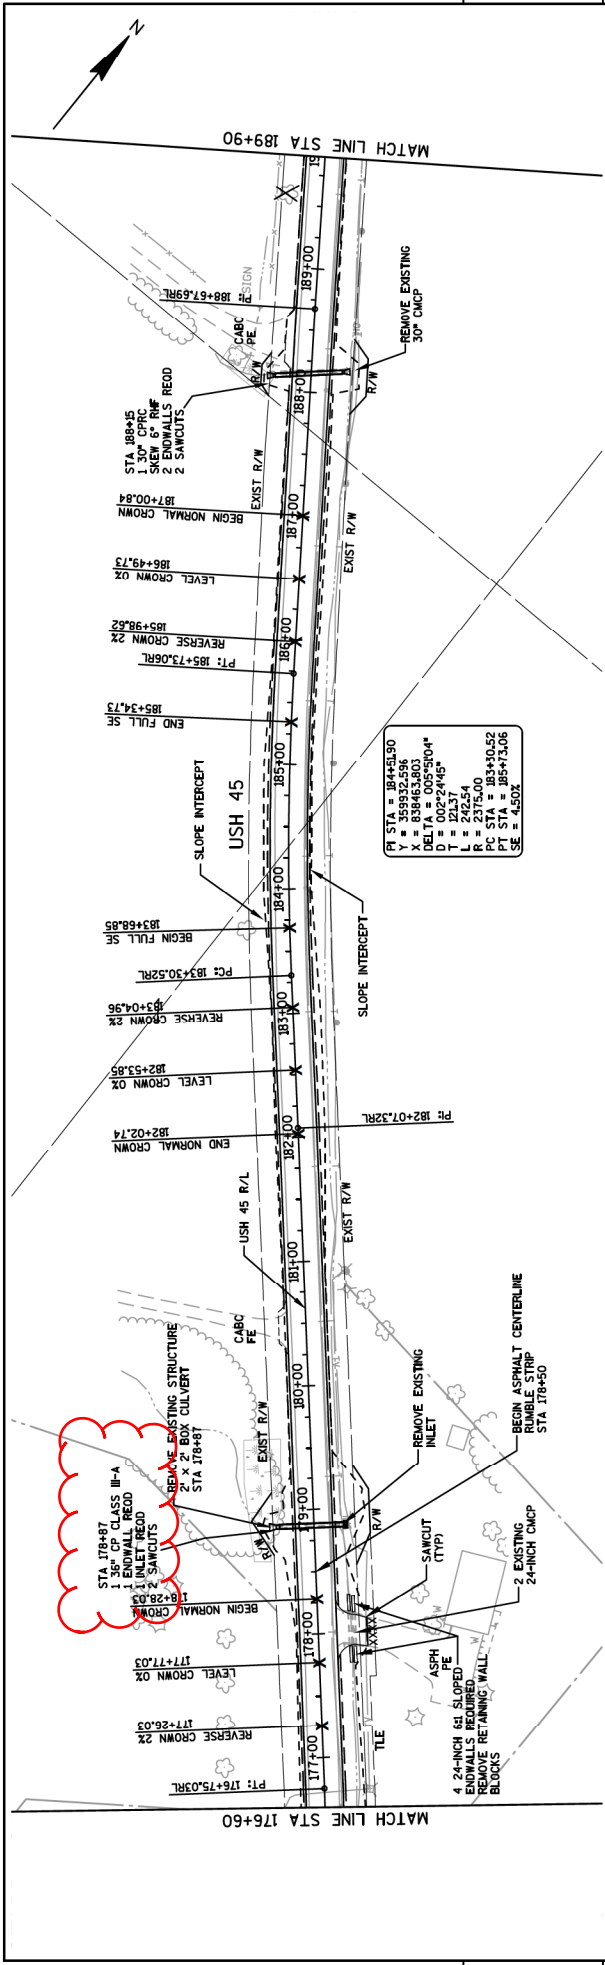 N
MATCH LINE STA 189+90
189+00
PI: 188+67.69RL
SIGN
CABC
PE
R/W
REMOVE EXISTING
30" CMCP
R/W
188+00
STA 188+15
1 30" CPRC
SKEW 6° RHF
2 ENDWALLS REQD
2 SAWCUTS
EXIST R/W
187+00.84
BEGIN NORMAL CROWN
187+00
EXIST R/W
186+49.73
LEVEL CROWN 0%
185+98.62
REVERSE CROWN 2%
186+00
PT: 185+73.06RL
185+34.73
END FULL SE
185+00
SLOPE INTERCEPT
USH 45
PI STA = 184+51.90
Y = 359932.596
X = 838463.803
DELTA = 005°51'04"
D = 002°24'45"
T = 121.37
L = 242.54
R = 2375.00
PC STA = 183+30.52
PT STA = 185+73.06
SE = 4.50%
184+00
183+68.85
BEGIN FULL SE
SLOPE INTERCEPT
PC: 183+30.52RL
183+04.96
REVERSE CROWN 2%
183+00
182+53.85
LEVEL CROWN 0%
182+02.74
END NORMAL CROWN
182+00
PI: 182+07.32RL
USH 45 R/L
EXIST R/W
181+00
CABC
FE
180+00
EXIST R/W
REMOVE EXISTING STRUCTURE
2' X 2' BOX CULVERT
STA 178+87
STA 178+87
1 36" CP CLASS III-A
1 ENDWALL REQD
1 INLET REQD
2 SAWCUTS
R/W
179+00
R/W
REMOVE EXISTING
INLET
BEGIN ASPHALT CENTERLINE
RUMBLE STRIP
STA 178+50
178+28.03
BEGIN NORMAL CROWN
178+00
SAWCUT
(TYP)
2 EXISTING
24-INCH CMCP
177+77.03
LEVEL CROWN 0%
ASPH
PE
4 24-INCH 6:1 SLOPED
ENDWALLS REQUIRED
REMOVE RETAINING WALL
BLOCKS
177+26.03
REVERSE CROWN 2%
177+00
TLE
PT: 176+75.03RL
MATCH LINE STA 176+60